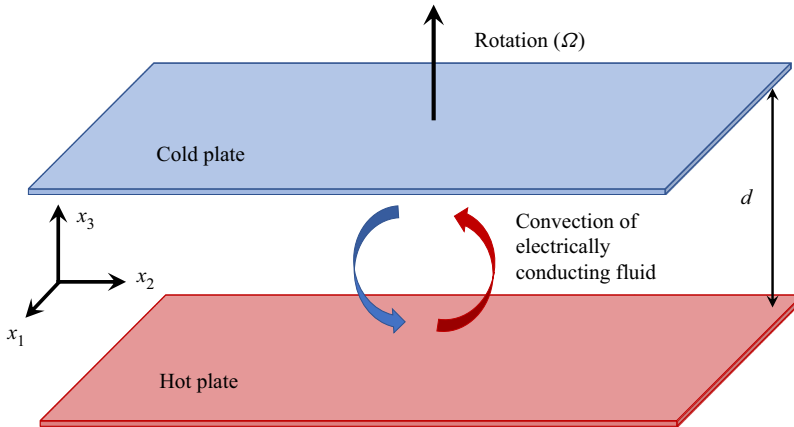 Rotation (Ω)
Cold plate
d
x3
x2
x1
Convection of
electrically
conducting fluid
Hot plate